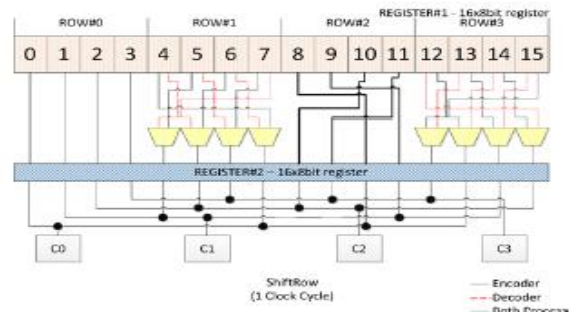 REGISTER#1 - 16x8bit register
ROW#0 ROW#1 ROW#2 ROW#3
0 1 2 3 4 5 6 7 8 9 10 11 12 13 14 15
REGISTER#2 – 16x8bit register
C0 C1 C2 C3
ShiftRow
(1 Clock Cycle)
Encoder
Decoder
Both